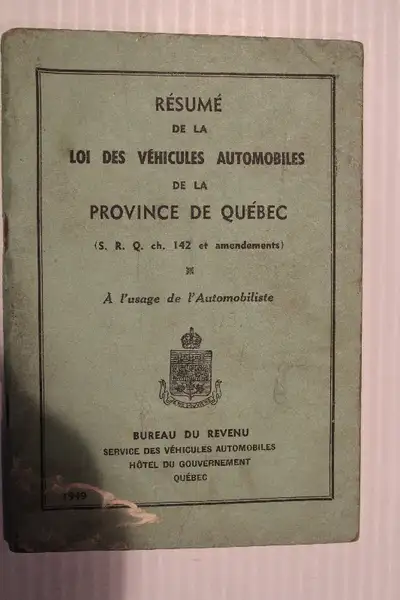 RÉSUMÉ
DE LA
LOI DES VÉHICULES AUTOMOBILES
DE LA
PROVINCE DE QUÉBEC
(S. R. Q. ch. 142 et amendements)
À l'usage de l'Automobiliste
BUREAU DU REVENU
SERVICE DES VÉHICULES AUTOMOBILES
HÔTEL DU GOUVERNEMENT
QUÉBEC
1949